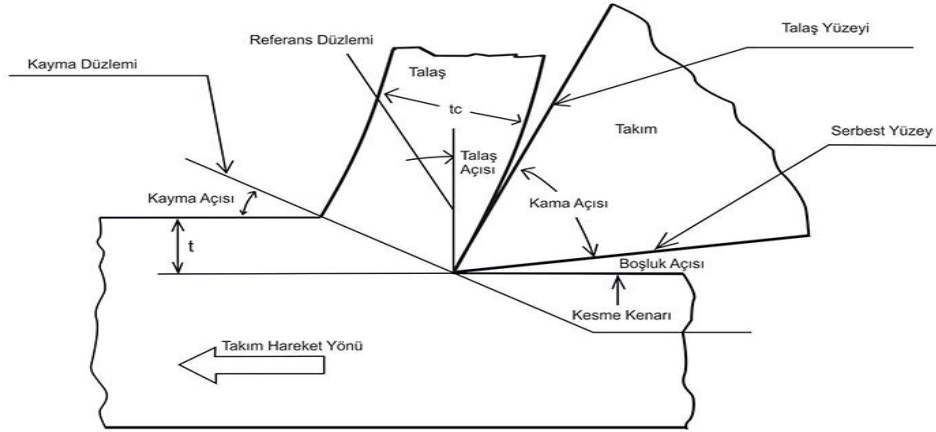 Talaş Yüzeyi
Referans Düzlemi
Kayma Düzlemi
Talaş
tc
Takım
Serbest Yüzey
Talaş
Açısı
Kayma Açısı
Kama Açısı
t
Boşluk Açısı
Kesme Kenarı
Takım Hareket Yönü